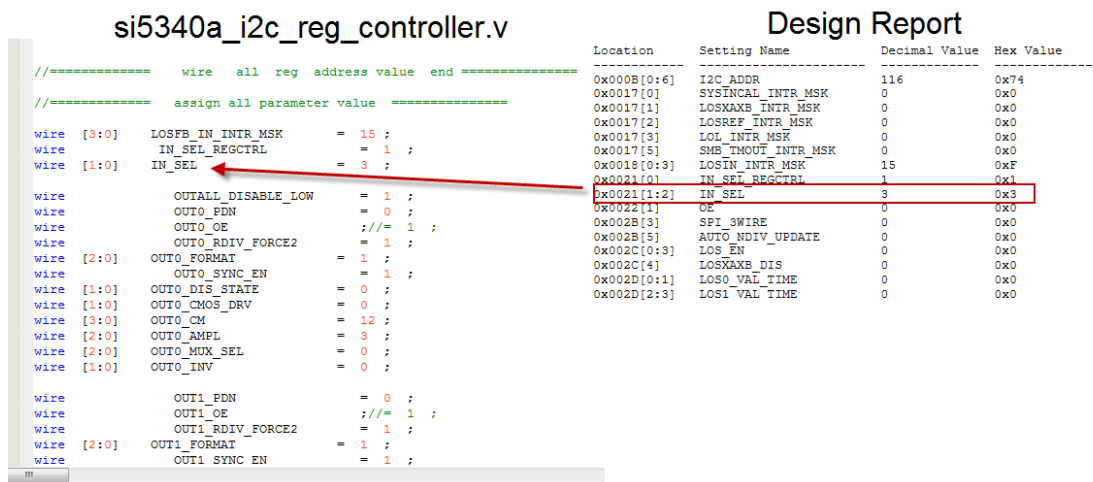 si5340a_i2c_reg_controller.v
//============= wire all reg address value end ===============
//============= assign all parameter value ===============
wire [3:0] LOSFB_IN_INTR_MSK = 15 ;
wire IN_SEL_REGCTRL = 1 ;
wire [1:0] IN_SEL = 3 ;
wire OUTALL_DISABLE_LOW = 1 ;
wire OUT0_PDN = 0 ;
wire OUT0_OE ;//= 1 ;
wire OUT0_RDIV_FORCE2 = 1 ;
wire [2:0] OUT0_FORMAT = 1 ;
wire OUT0_SYNC_EN = 1 ;
wire [1:0] OUT0_DIS_STATE = 0 ;
wire [1:0] OUT0_CMOS_DRV = 0 ;
wire [3:0] OUT0_CM = 12 ;
wire [2:0] OUT0_AMPL = 3 ;
wire [2:0] OUT0_MUX_SEL = 0 ;
wire [1:0] OUT0_INV = 0 ;
wire OUT1_PDN = 0 ;
wire OUT1_OE ;//= 1 ;
wire OUT1_RDIV_FORCE2 = 1 ;
wire [2:0] OUT1_FORMAT = 1 ;
wire OUT1_SYNC_EN = 1 ;
Design Report
Location Setting Name Decimal Value Hex Value
------------ ---------------------- ------------- -------------
0x000B[0:6] I2C_ADDR 116 0x74
0x0017[0] SYSINCAL_INTR_MSK 0 0x0
0x0017[1] LOSXAXB_INTR_MSK 0 0x0
0x0017[2] LOSREF_INTR_MSK 0 0x0
0x0017[3] LOL_INTR_MSK 0 0x0
0x0017[5] SMB_TMOUT_INTR_MSK 0 0x0
0x0018[0:3] LOSIN_INTR_MSK 15 0xF
0x0021[0] IN_SEL_REGCTRL 1 0x1
0x0021[1:2] IN_SEL 3 0x3
0x0022[1] OE 0 0x0
0x002B[3] SPI_3WIRE 0 0x0
0x002B[5] AUTO_NDIV_UPDATE 0 0x0
0x002C[0:3] LOS_EN 0 0x0
0x002C[4] LOSXAXB_DIS 0 0x0
0x002D[0:1] LOS0_VAL_TIME 0 0x0
0x002D[2:3] LOS1_VAL_TIME 0 0x0